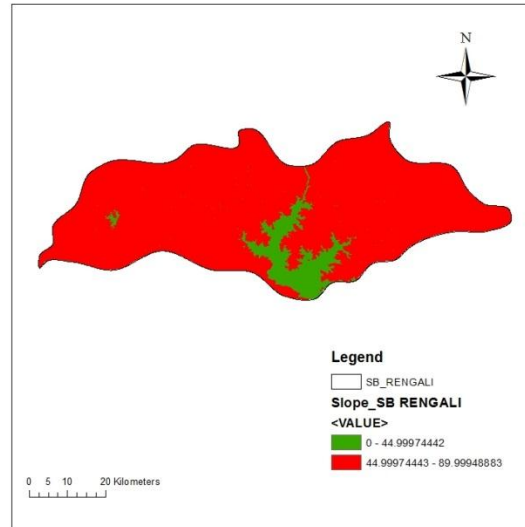 N
Legend
SB_RENGALI
Slope_SB RENGALI
<VALUE>
0 - 44.99974442
44.99974443 - 89.99948883
0 5 10 20 Kilometers